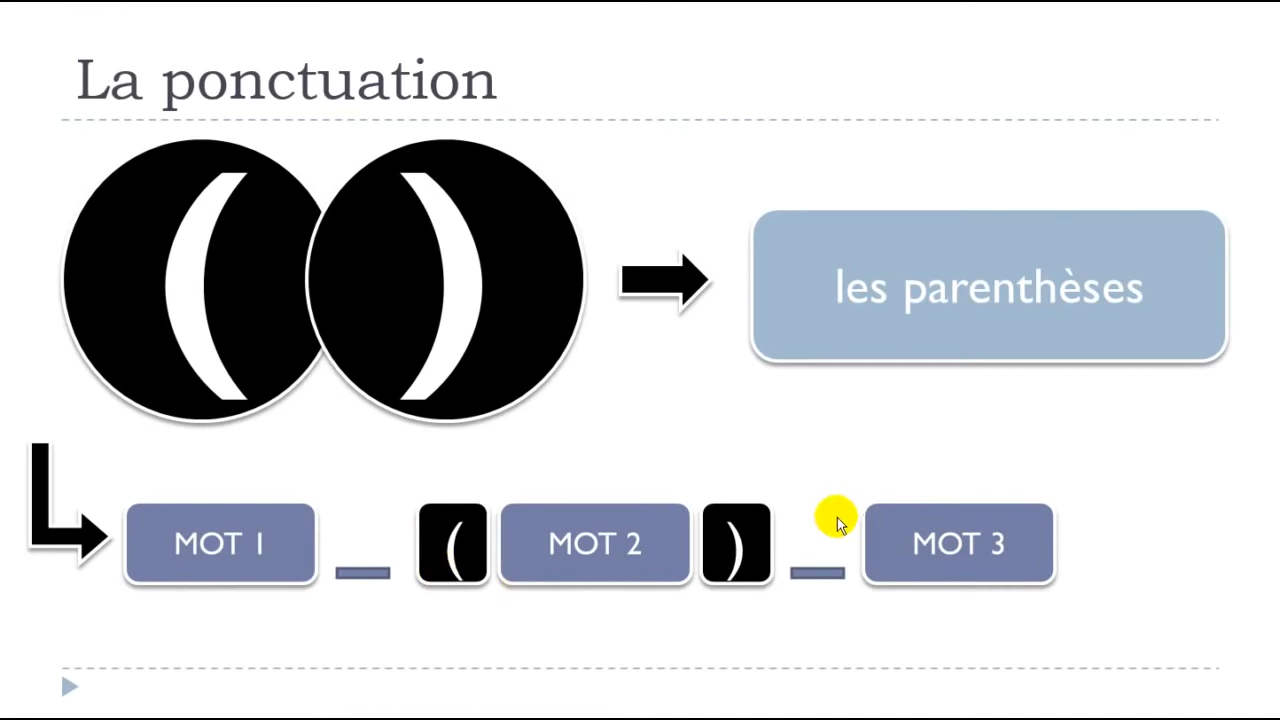 La ponctuation
( )
les parenthèses
MOT 1 _ ( MOT 2 ) _ MOT 3